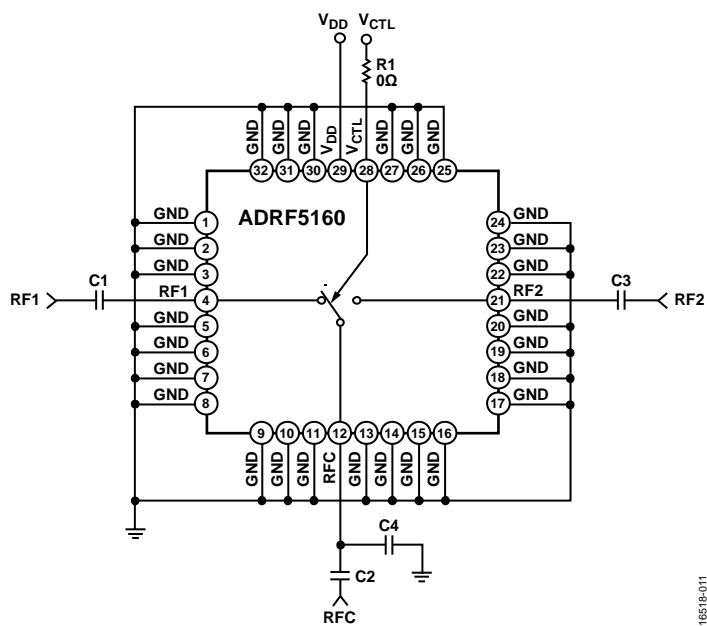 VDD VCTL
R1
0Ω
GND GND GND VDD VCTL GND GND GND
32 31 30 29 28 27 26 25
ADRF5160
GND 1
GND 2
GND 3
RF1 C1 RF1 4
GND 5
GND 6
GND 7
GND 8
24 GND
23 GND
22 GND
21 RF2 C3 RF2
20 GND
19 GND
18 GND
17 GND
9 10 11 12 13 14 15 16
GND GND GND RFC GND GND GND GND
C4
C2
RFC
16518-011